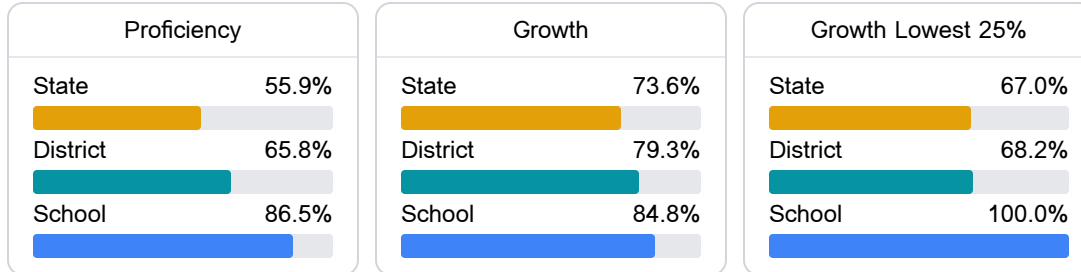 Proficiency
State 55.9%
District 65.8%
School 86.5%
Growth
State 73.6%
District 79.3%
School 84.8%
Growth Lowest 25%
State 67.0%
District 68.2%
School 100.0%